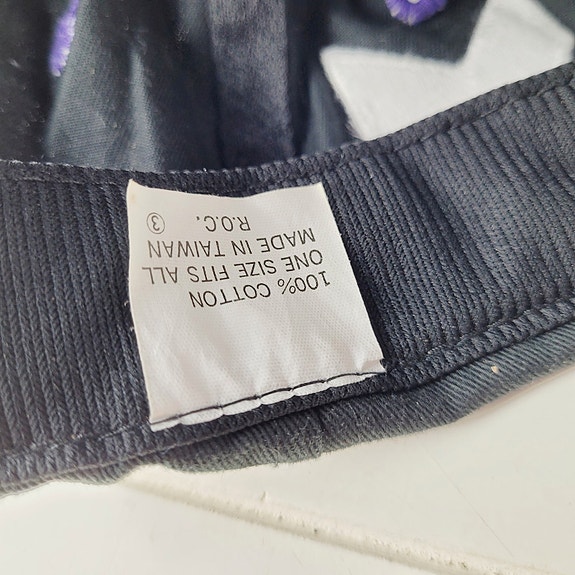 100% COTTON
ONE SIZE FITS ALL
MADE IN TAIWAN
R.O.C. ③